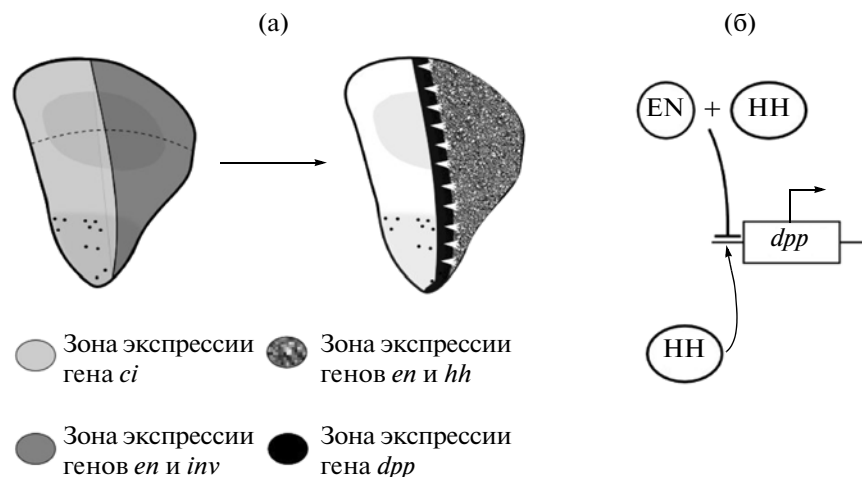 (а)
(б)
EN + HH
dpp
HH
Зона экспрессии
гена ci
Зона экспрессии
генов en и hh
Зона экспрессии
генов en и inv
Зона экспрессии
гена dpp